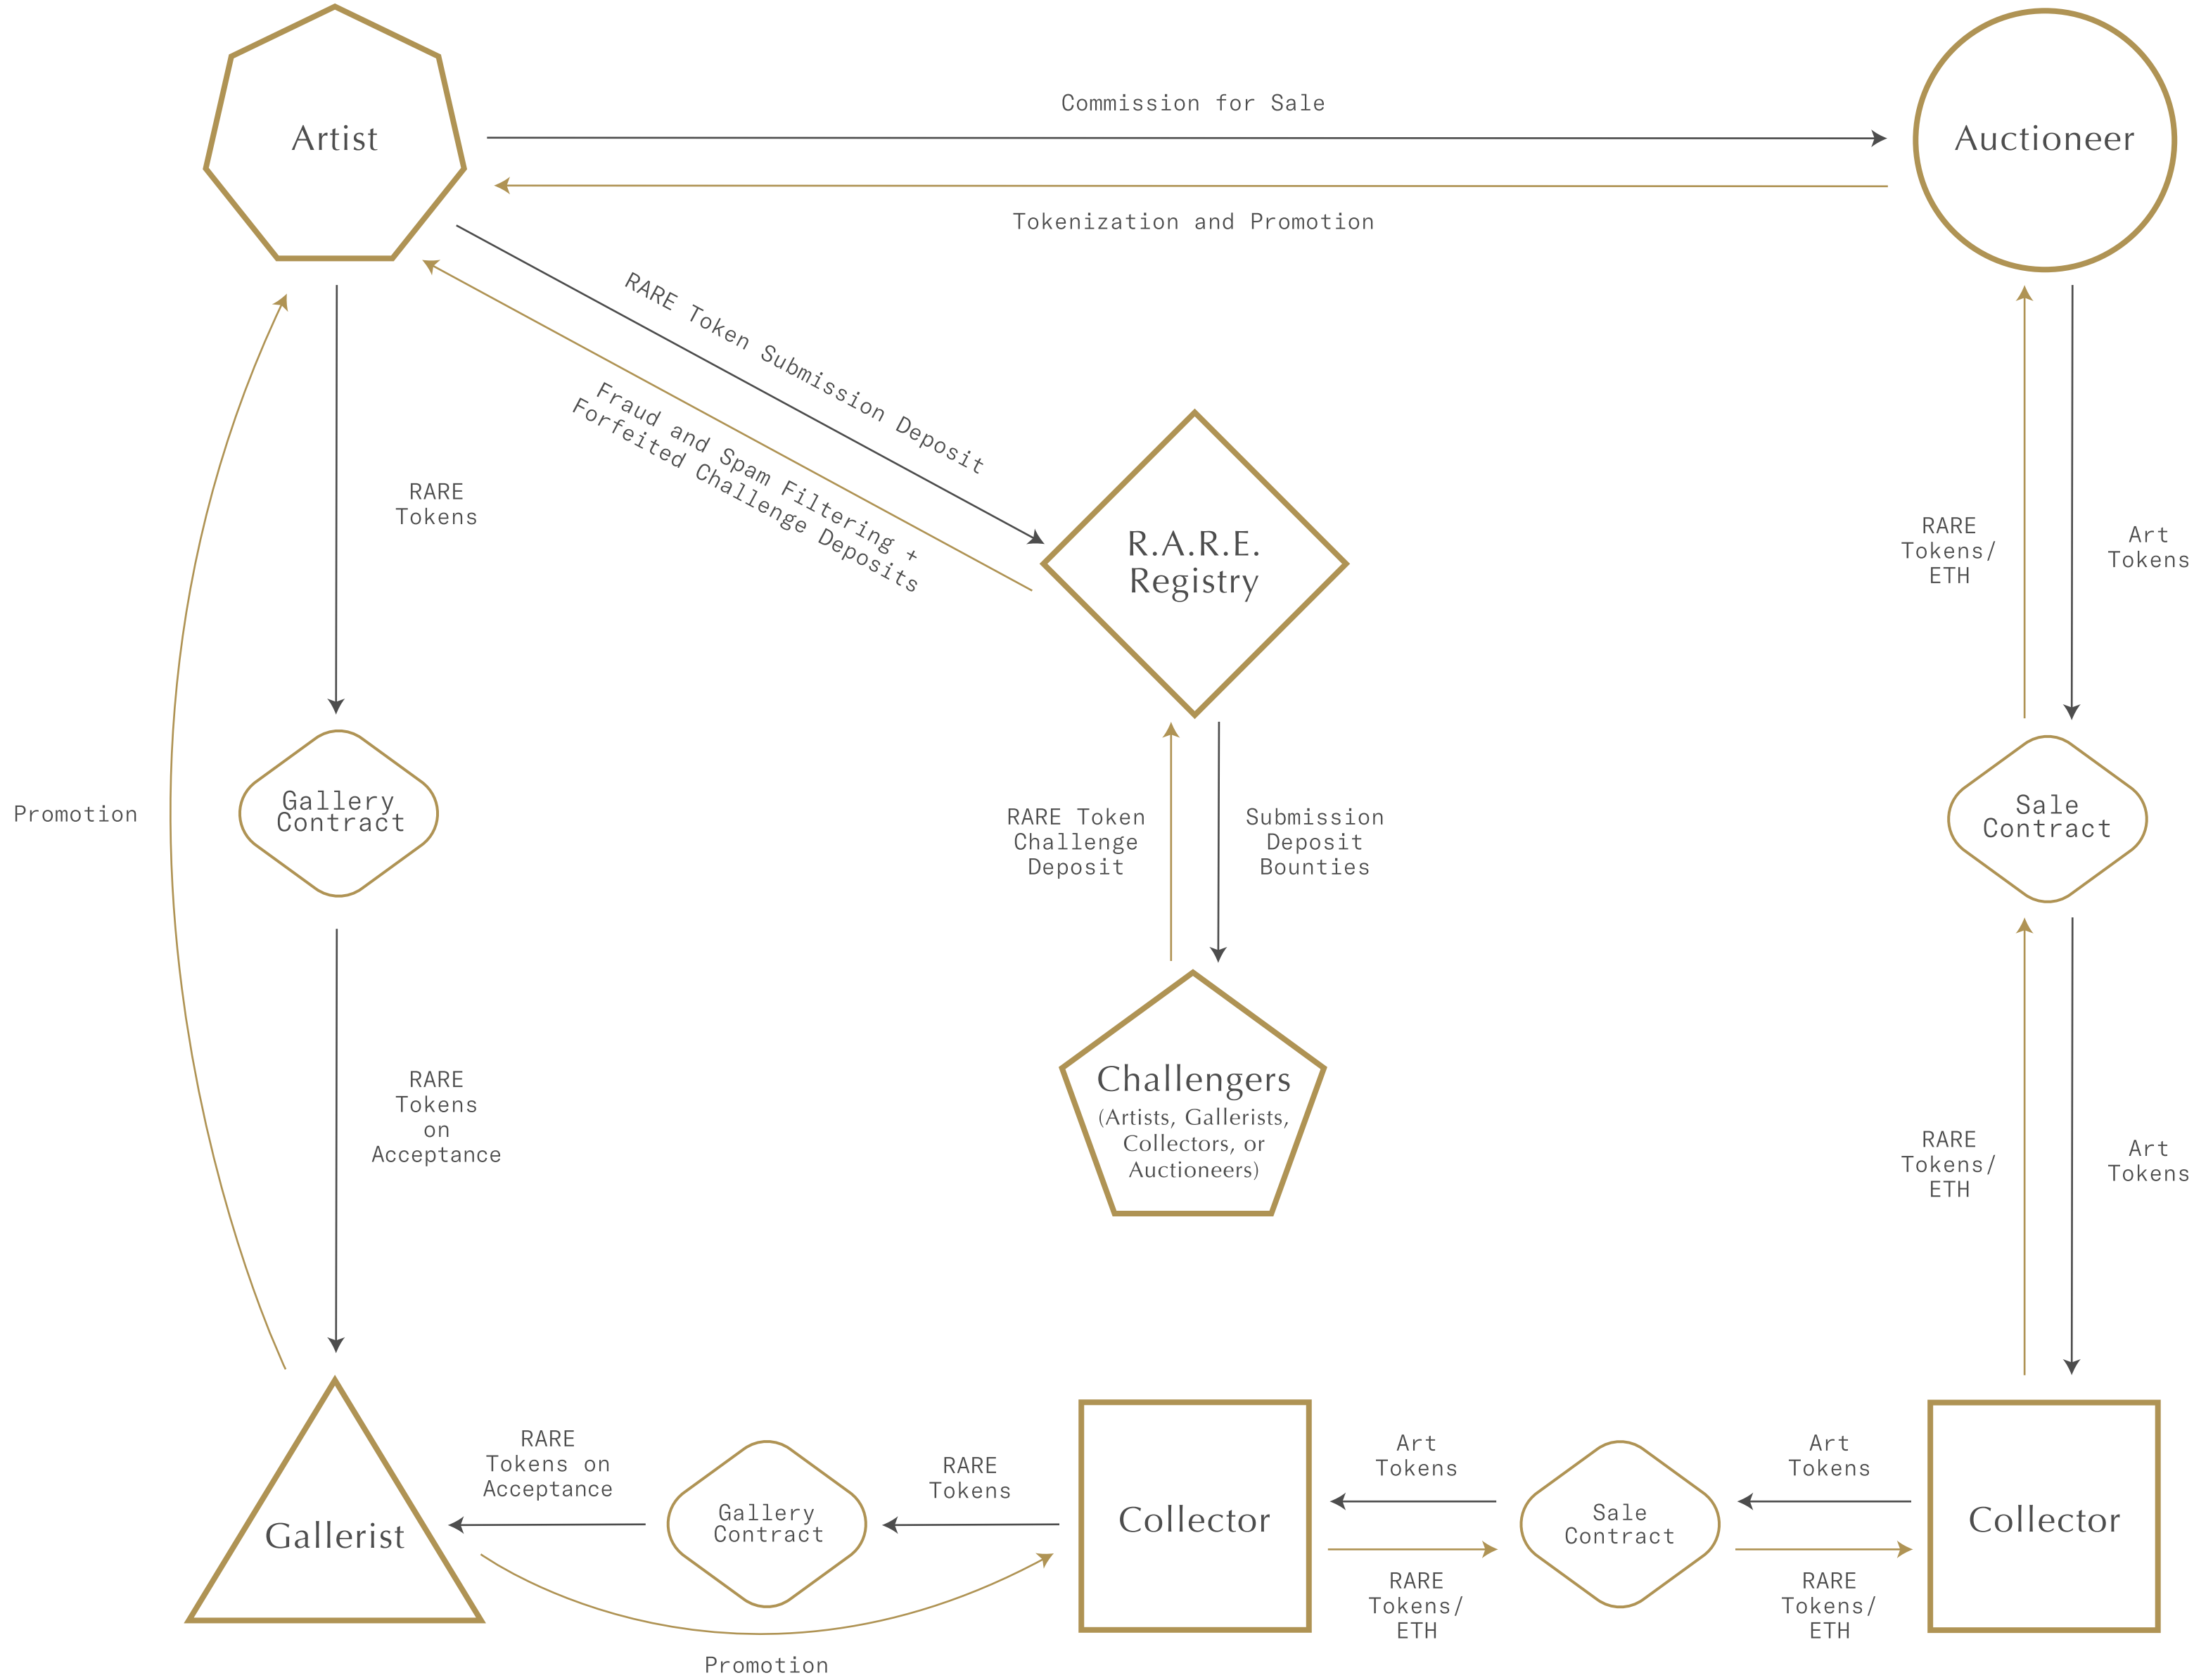 Commission for Sale
Artist
Auctioneer
Tokenization and Promotion
RARE Token Submission Deposit
Fraud and Spam Filtering +
Forfeited Challenge Deposits
RARE
Tokens
R.A.R.E.
Registry
RARE
Tokens/
ETH
Art
Tokens
Promotion
Gallery
Contract
RARE Token
Challenge
Deposit
Submission
Deposit
Bounties
Sale
Contract
RARE
Tokens
on
Acceptance
Challengers
(Artists, Gallerists,
Collectors, or
Auctioneers)
RARE
Tokens/
ETH
Art
Tokens
Gallerist
RARE
Tokens on
Acceptance
Gallery
Contract
RARE
Tokens
Collector
Art
Tokens
RARE
Tokens/
ETH
Sale
Contract
Art
Tokens
RARE
Tokens/
ETH
Collector
Promotion